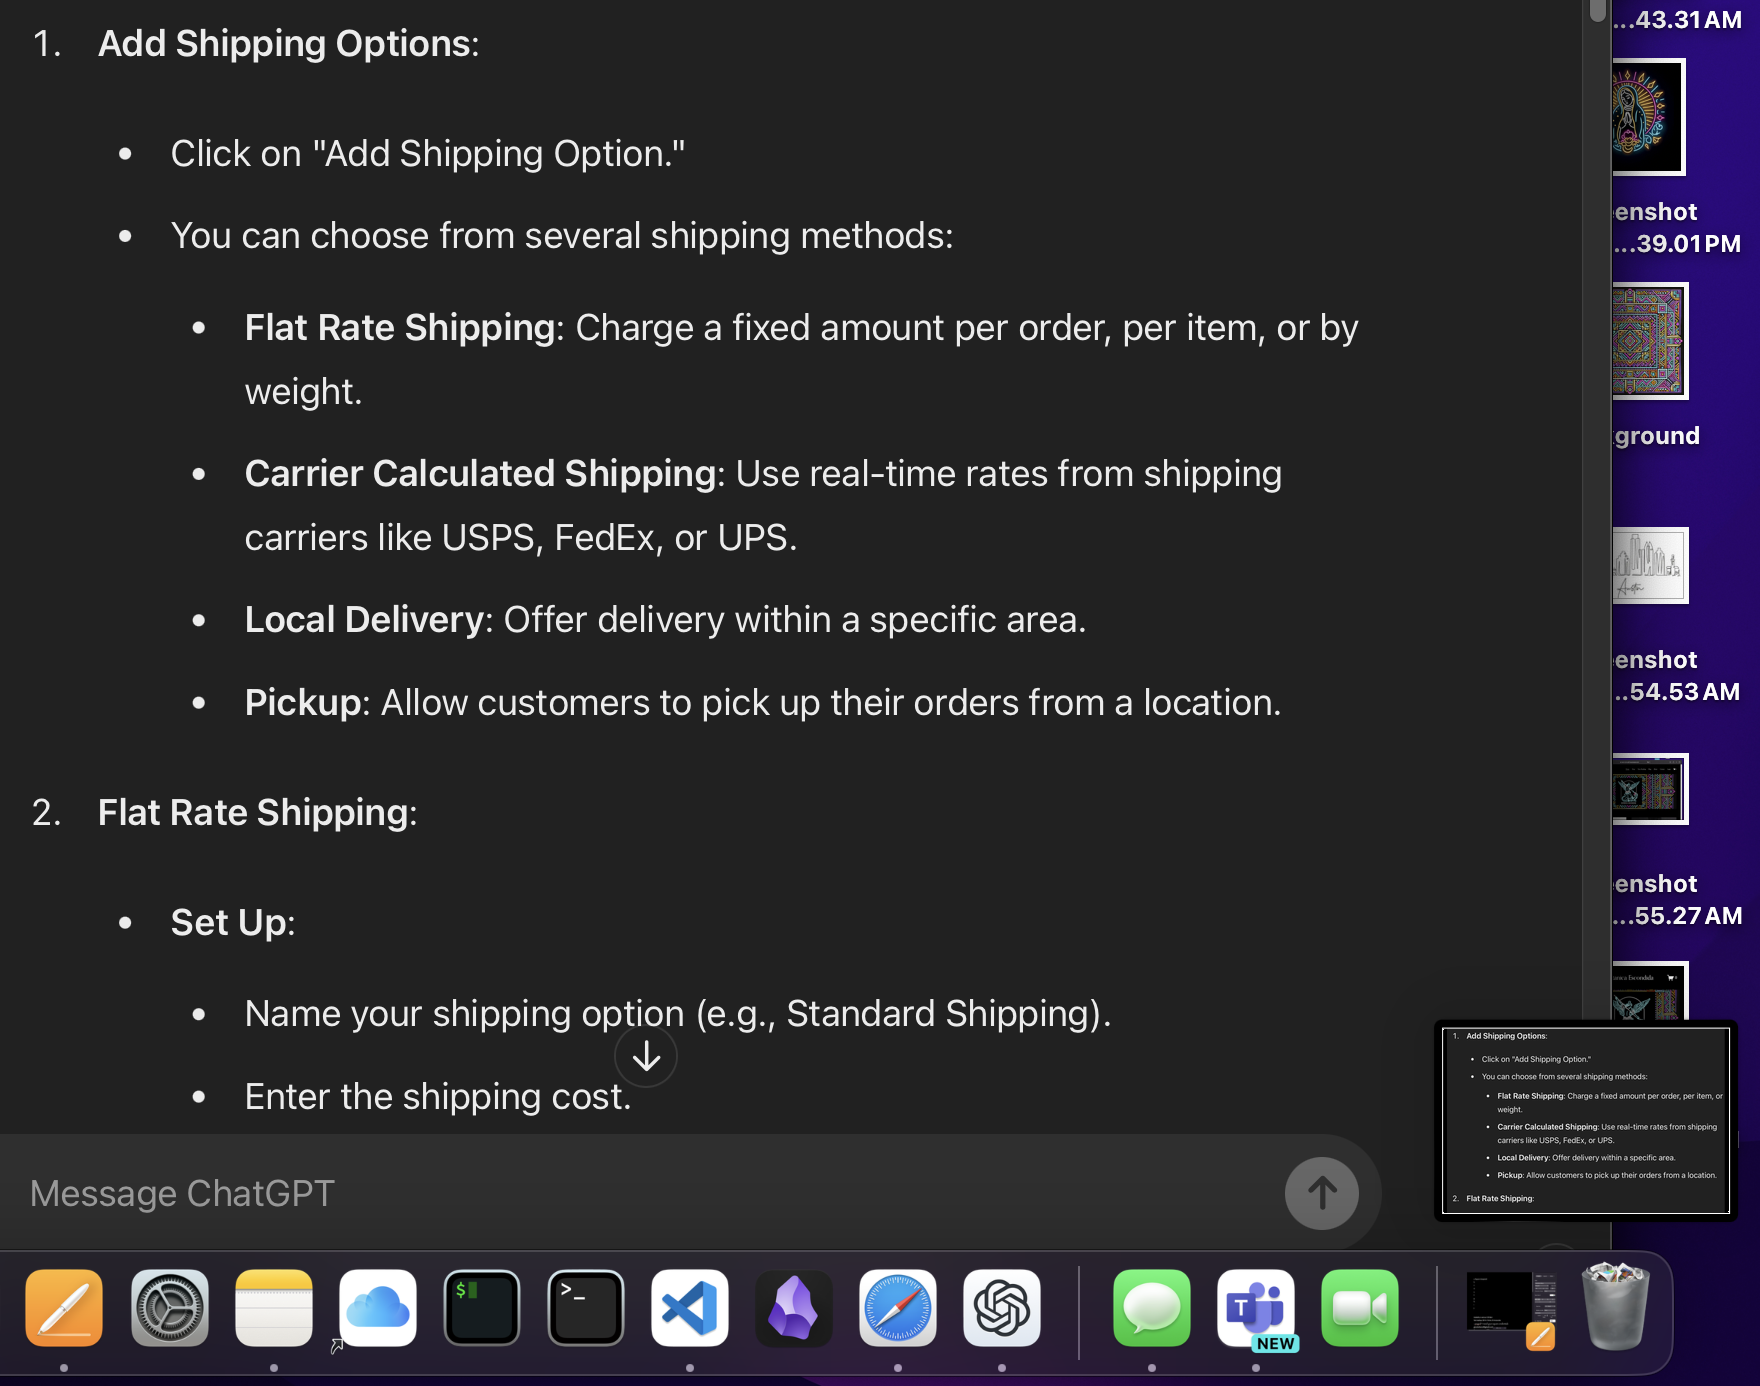 1. Add Shipping Options:
• Click on "Add Shipping Option."
• You can choose from several shipping methods:
• Flat Rate Shipping: Charge a fixed amount per order, per item, or by
weight.
• Carrier Calculated Shipping: Use real-time rates from shipping
carriers like USPS, FedEx, or UPS.
• Local Delivery: Offer delivery within a specific area.
• Pickup: Allow customers to pick up their orders from a location.
2. Flat Rate Shipping:
• Set Up:
• Name your shipping option (e.g., Standard Shipping).
• Enter the shipping cost.
Message ChatGPT
...43.31 AM
enshot
...39.01 PM
ground
Austin
enshot
...54.53 AM
enshot
...55.27 AM
Escondida
1. Add Shipping Options:
• Click on "Add Shipping Option."
• You can choose from several shipping methods:
• Flat Rate Shipping: Charge a fixed amount per order, per item, or
weight.
• Carrier Calculated Shipping: Use real-time rates from shipping
carriers like USPS, FedEx, or UPS.
• Local Delivery: Offer delivery within a specific area.
• Pickup: Allow customers to pick up their orders from a location.
2. Flat Rate Shipping:
$
>_
T
NEW